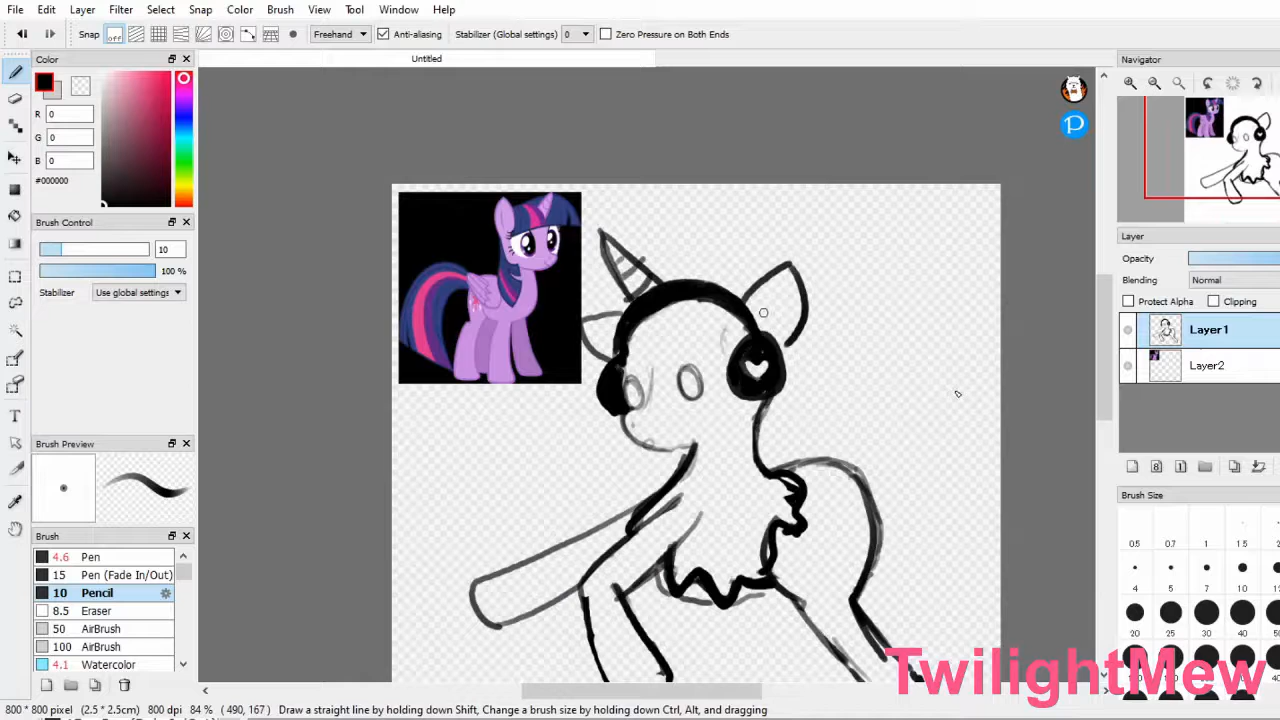 File Edit Layer Filter Select Snap Color Brush View Tool Window Help
Snap off Freehand Anti-aliasing Stabilizer (Global settings) 0 Zero Pressure on Both Ends
Color
Untitled
Navigator
R 0
G 0
B 0
#000000
Brush Control
10
100 %
Stabilizer Use global settings
Layer
Opacity
Blending Normal
Protect Alpha Clipping
Layer1
Layer2
Brush Preview
Brush
4.6 Pen
15 Pen (Fade In/Out)
10 Pencil
8.5 Eraser
50 AirBrush
100 AirBrush
4.1 Watercolor
Brush Size
0.5 0.7 1 1.5 2
4 5 7 10 12
20 25 30 40 50
TwilightMew
800 * 800 pixel (2.5 * 2.5cm) 800 dpi 84 % ( 490, 167 ) Draw a straight line by holding down Shift, Change a brush size by holding down Ctrl, Alt, and dragging